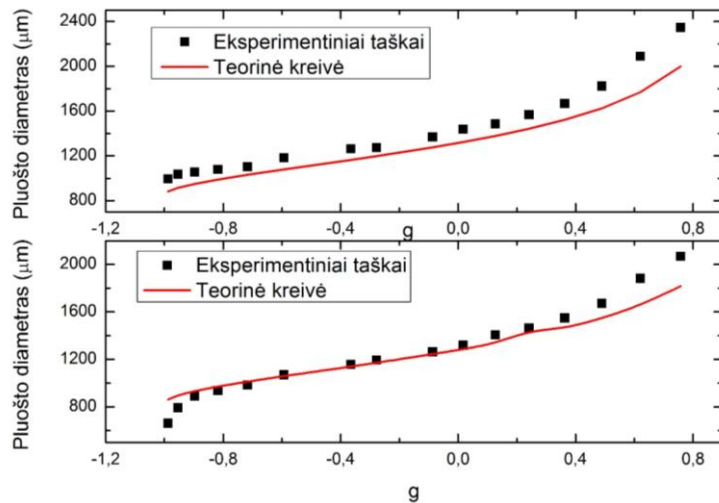 2400
2000
1600
1200
800
Pluošto diametras (μm)
Eksperimentiniai taškai
Teorinė kreivė
-1,2
-0,8
-0,4
0,0
0,4
0,8
g
2000
1600
1200
800
Pluošto diametras (μm)
Eksperimentiniai taškai
Teorinė kreivė
-1,2
-0,8
-0,4
0,0
0,4
0,8
g